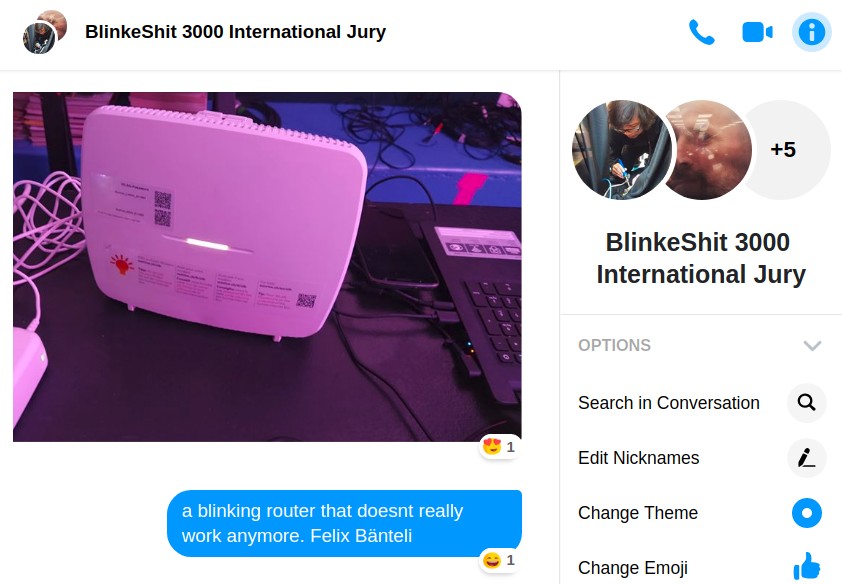 BlinkeShit 3000 International Jury
1
a blinking router that doesnt really
work anymore. Felix Bänteli
1
+5
BlinkeShit 3000
International Jury
OPTIONS
Search in Conversation
Edit Nicknames
Change Theme
Change Emoji